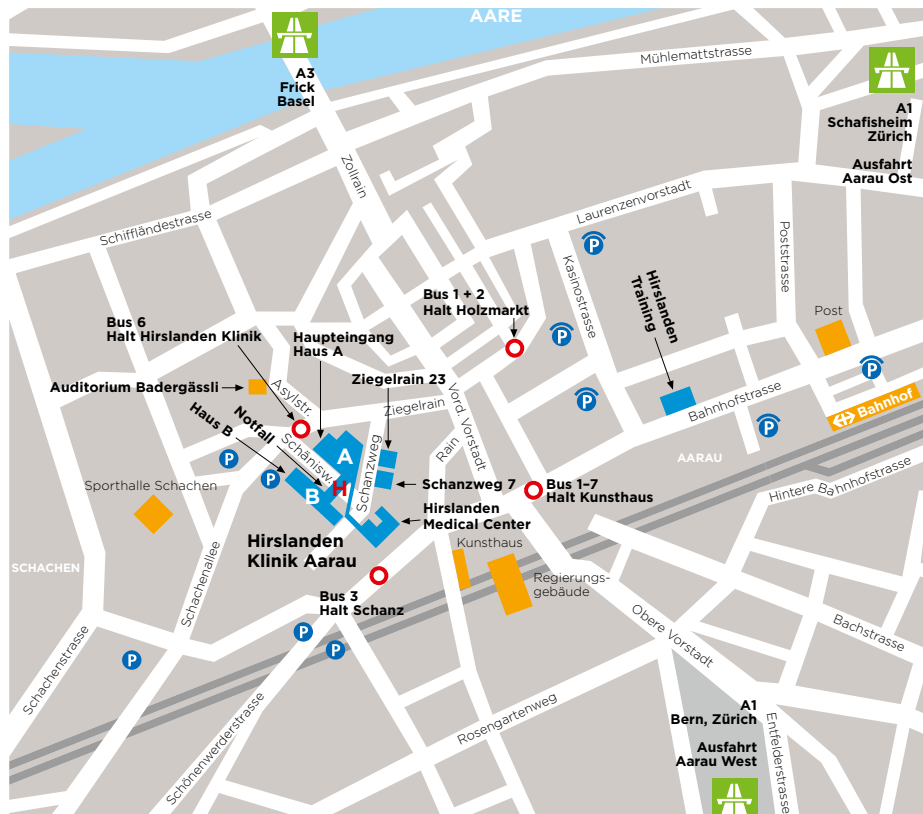 AARE
A3
Frick
Basel
Mühlemattstrasse
A1
Schafisheim
Zürich
Ausfahrt
Aarau Ost
Zollrain
Laurenzenvorstadt
Schifflände­strasse
P
Poststrasse
Kasinostrasse
Hirslanden
Training
Bus 1 + 2
Halt Holzmarkt
Post
Bus 6
Halt Hirslanden Klinik
Haupteingang
Haus A
P
P
Ziegelrain 23
Auditorium Badergässli
Asylstr.
Ziegelrain
Vord. Vorstadt
P
Bahnhofstrasse
Bahnhof
P
Haus B
Notfall
Schänisw.
A
Schanzweg
Rain
AARAU
P
P
H
B
Schanzweg 7
Bus 1–7
Halt Kunsthaus
Hintere Bahnhofstrasse
Sporthalle Schachen
Hirslanden
Medical Center
Hirslanden
Klinik Aarau
Kunsthaus
SCHACHEN
Schachenallee
Regierungs-
gebäude
Bus 3
Halt Schanz
Obere Vorstadt
Bachstrasse
P
P
P
Schachenstrasse
Schönenwerderstrasse
Rosengartenweg
A1
Bern, Zürich
Ausfahrt
Aarau West
Entfelderstrasse